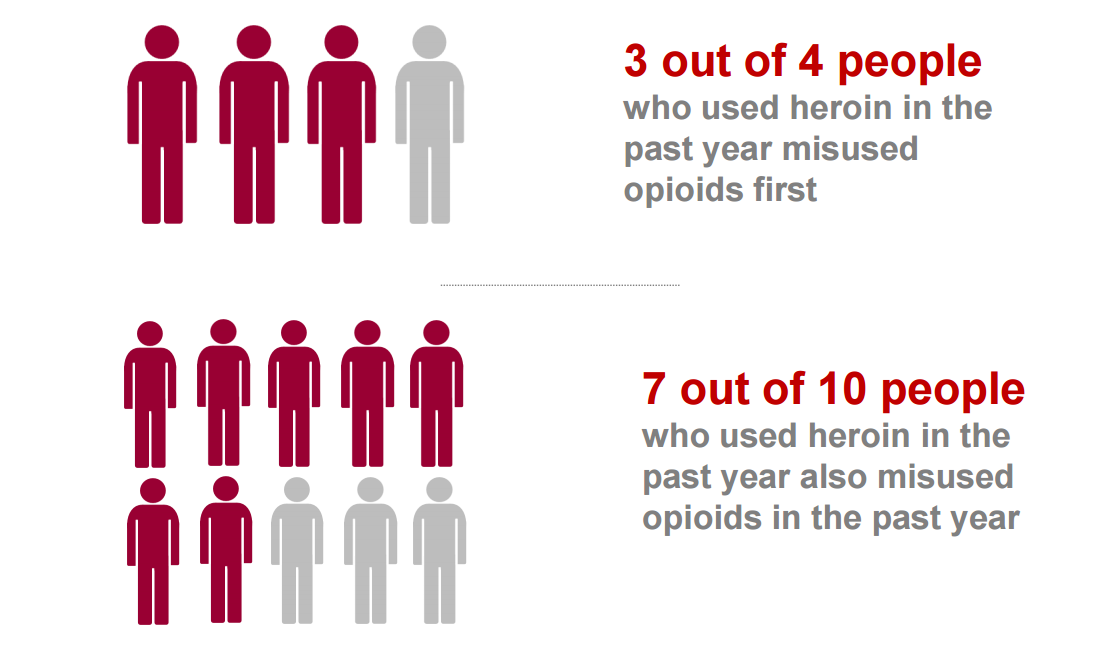 3 out of 4 people
who used heroin in the
past year misused
opioids first
7 out of 10 people
who used heroin in the
past year also misused
opioids in the past year